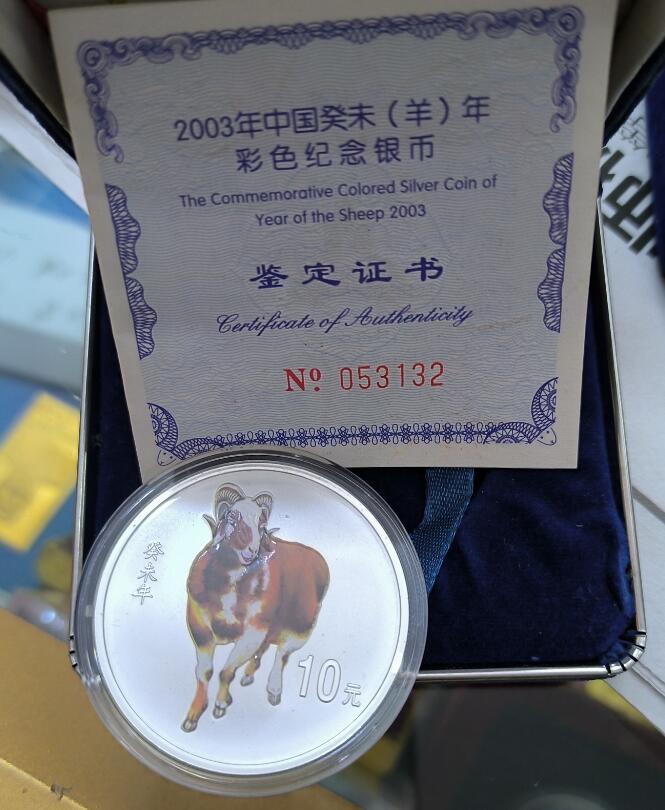 2003年中国癸未（羊）年
彩色纪念银币
The Commemorative Colored Silver Coin of
Year of the Sheep 2003
鉴定证书
Certificate of Authenticity
Nº 053132
癸未年
10元